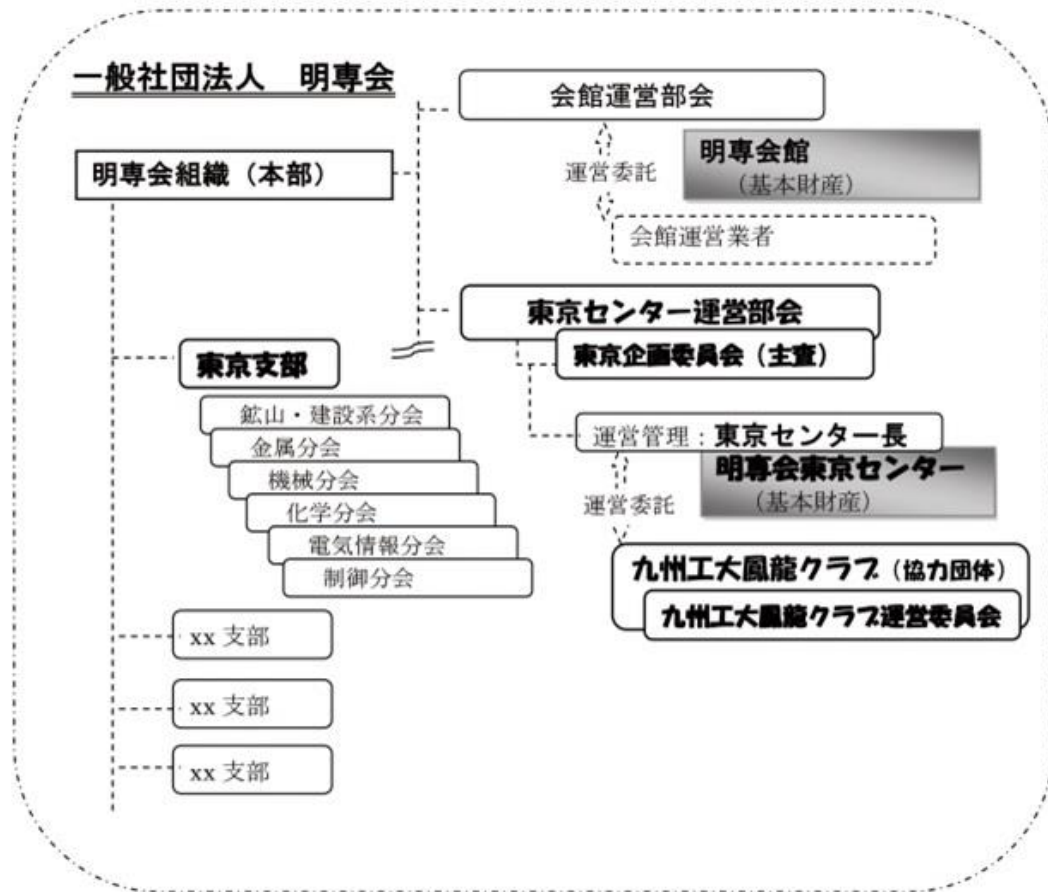 一般社団法人　明専会
会館運営部会
明専会組織（本部）
運営委託
明専会館
（基本財産）
会館運営業者
東京センター運営部会
東京企画委員会（主査）
東京支部
鉱山・建設系分会
金属分会
機械分会
化学分会
電気情報分会
制御分会
運営管理：東京センター長
明専会東京センター
（基本財産）
運営委託
九州工大鳳龍クラブ（協力団体）
九州工大鳳龍クラブ運営委員会
xx 支部
xx 支部
xx 支部